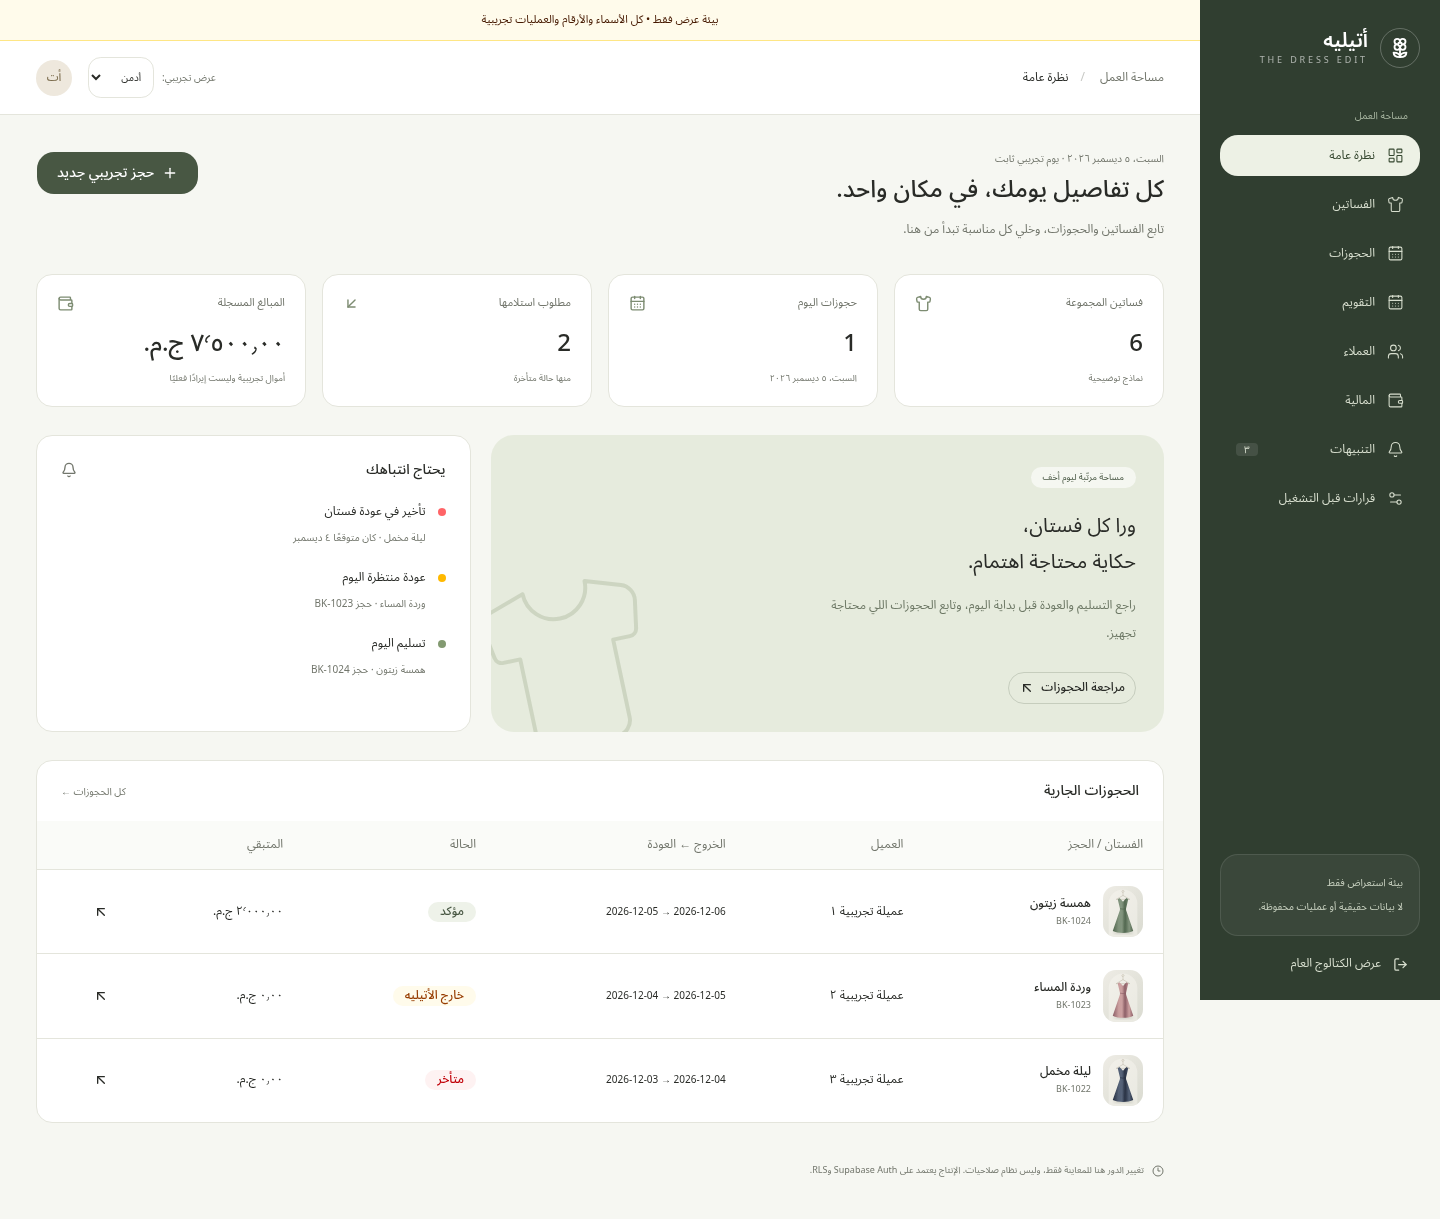 بيئة عرض فقط • كل الأسماء والأرقام والعمليات تجريبية
أتيليه
THE DRESS EDIT
مساحة العمل
نظرة عامة
الفساتين
الحجوزات
التقويم
العملاء
المالية
التنبيهات
٣
قرارات قبل التشغيل
بيئة استعراض فقط
لا بيانات حقيقية أو عمليات محفوظة.
عرض الكتالوج العام
مساحة العمل / نظرة عامة
عرض تجريبي:
أدمن
أت
السبت، ٥ ديسمبر ٢٠٢٦ · يوم تجريبي ثابت
كل تفاصيل يومك، في مكان واحد.
تابع الفساتين والحجوزات، وخلي كل مناسبة تبدأ من هنا.
حجز تجريبي جديد
فساتين المجموعة
6
نماذج توضيحية
حجوزات اليوم
1
السبت، ٥ ديسمبر ٢٠٢٦
مطلوب استلامها
2
منها حالة متأخرة
المبالغ المسجلة
٧٬٥٠٠٫٠٠ ج.م.
أموال تجريبية وليست إيرادًا فعليًا
مساحة مرتّبة ليوم أخف
ورا كل فستان،
حكاية محتاجة اهتمام.
راجع التسليم والعودة قبل بداية اليوم، وتابع الحجوزات اللي محتاجة
تجهيز.
مراجعة الحجوزات
يحتاج انتباهك
تأخير في عودة فستان
ليلة مخمل · كان متوقعًا ٤ ديسمبر
عودة منتظرة اليوم
وردة المساء · حجز BK-1023
تسليم اليوم
همسة زيتون · حجز BK-1024
الحجوزات الجارية
كل الحجوزات ←
الفستان / الحجز	العميل	الخروج ← العودة	الحالة	المتبقي
همسة زيتون
BK-1024
عميلة تجريبية ١
2026-12-05 → 2026-12-06
مؤكد
٢٬٠٠٠٫٠٠ ج.م.
وردة المساء
BK-1023
عميلة تجريبية ٢
2026-12-04 → 2026-12-05
خارج الأتيليه
٠٫٠٠ ج.م.
ليلة مخمل
BK-1022
عميلة تجريبية ٣
2026-12-03 → 2026-12-04
متأخر
٠٫٠٠ ج.م.
تغيير الدور هنا للمعاينة فقط، وليس نظام صلاحيات. الإنتاج يعتمد على Supabase Auth وRLS.